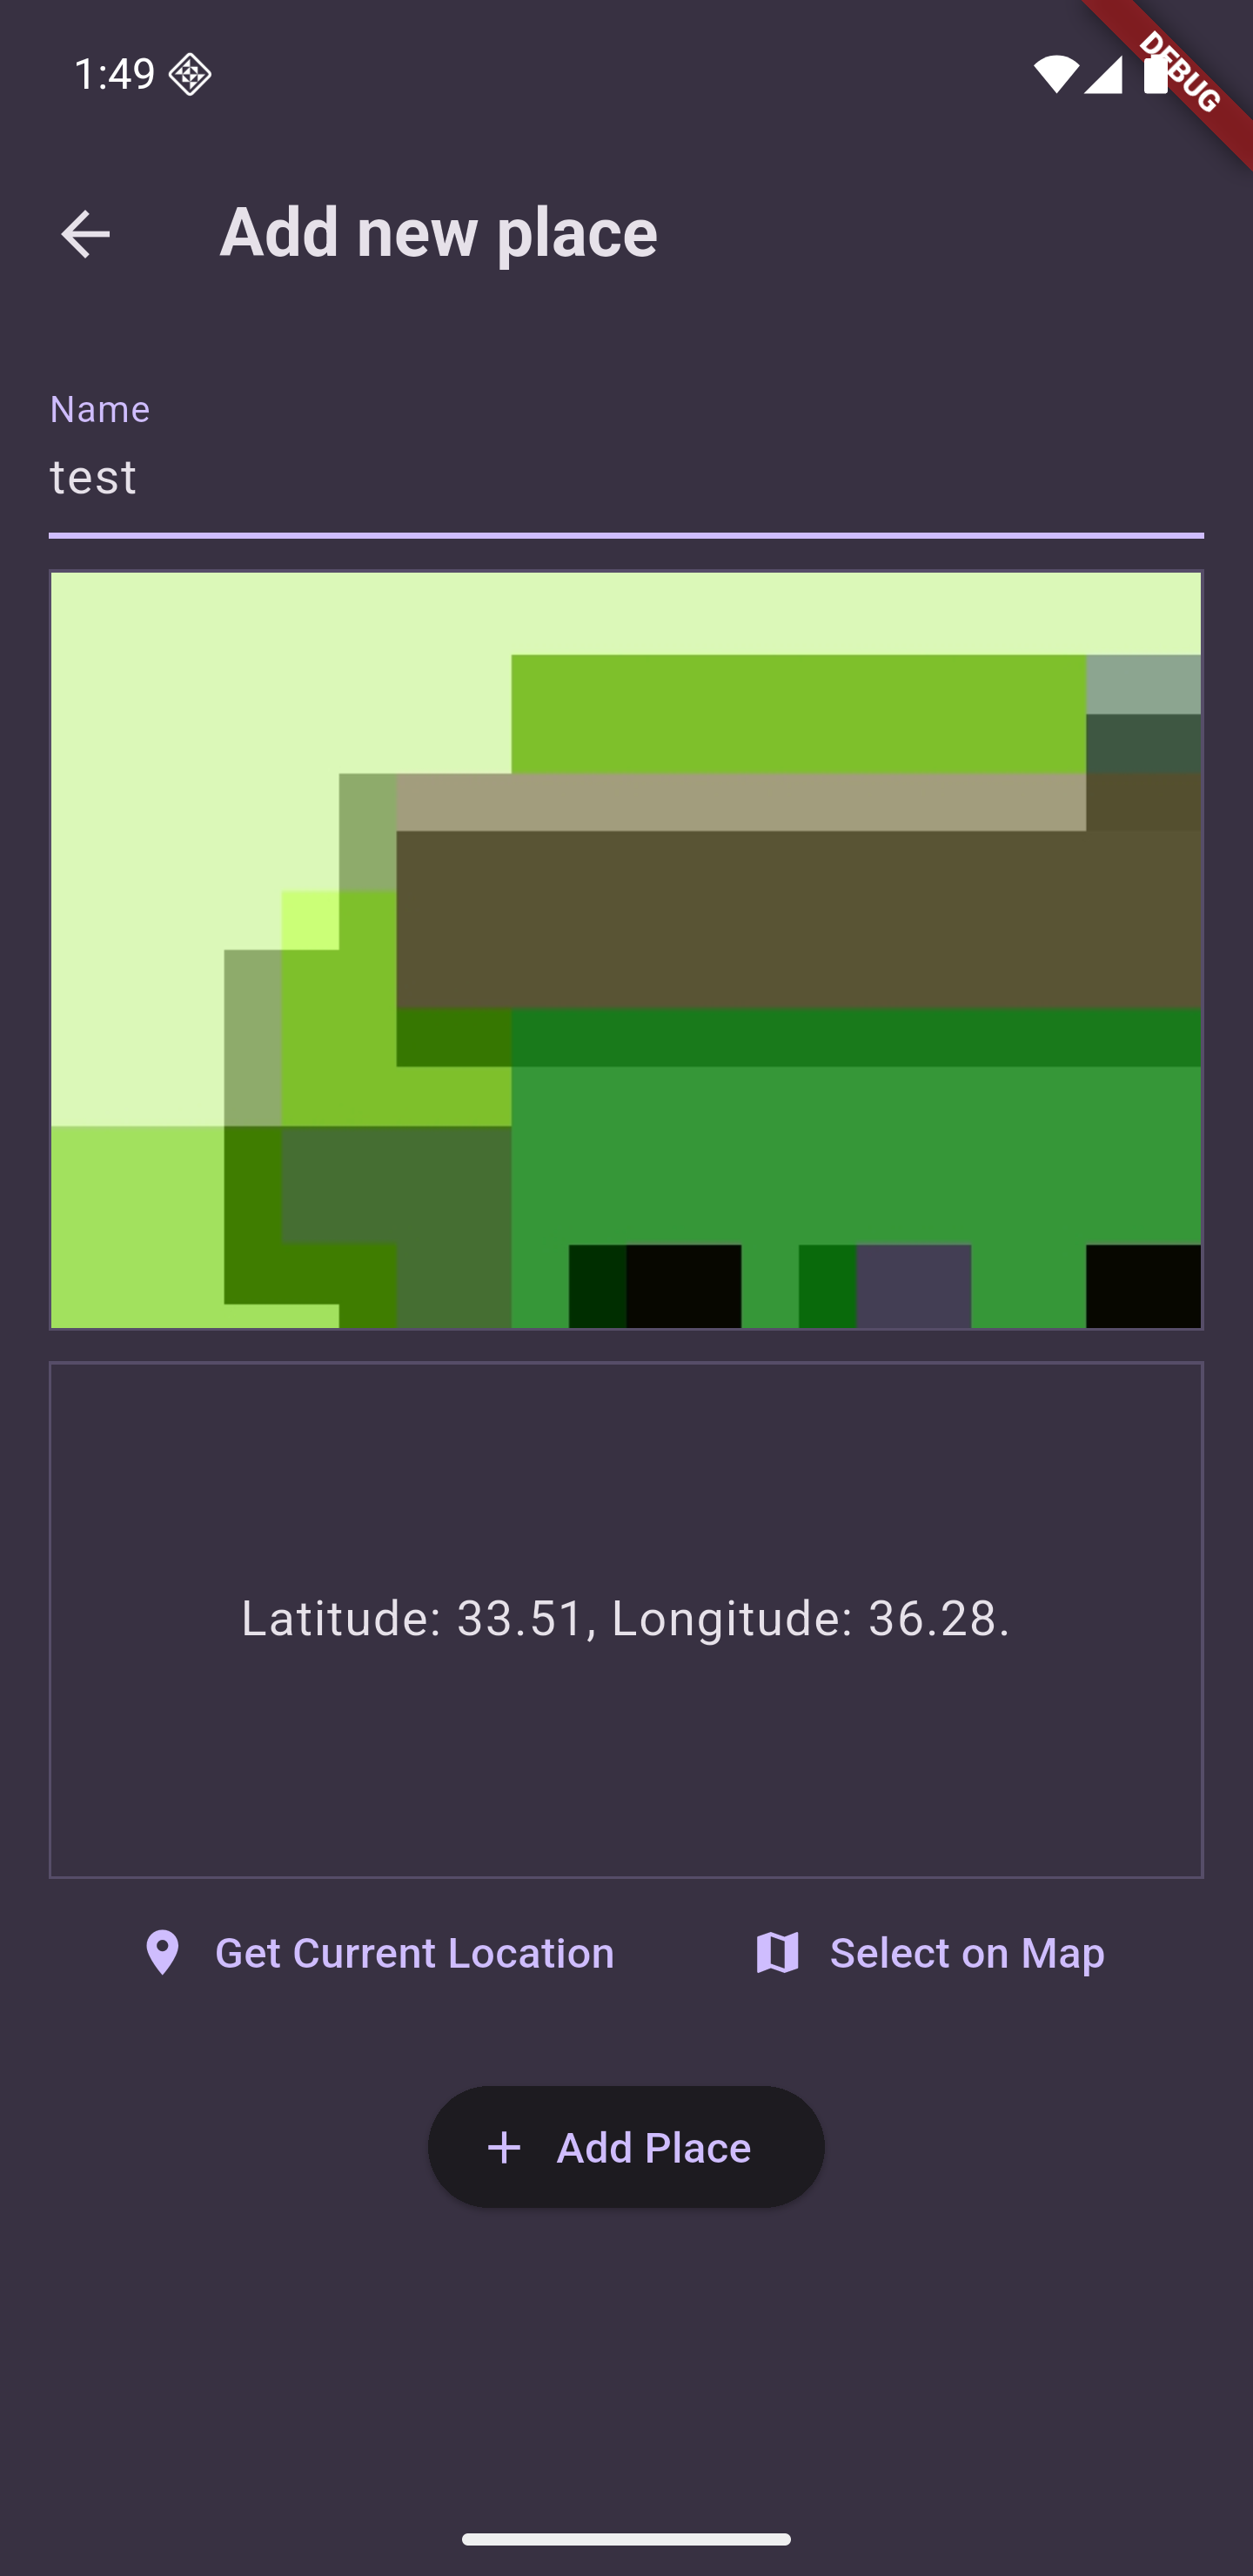 1:49
DEBUG
Add new place
Name
test
Latitude: 33.51, Longitude: 36.28.
Get Current Location
Select on Map
Add Place